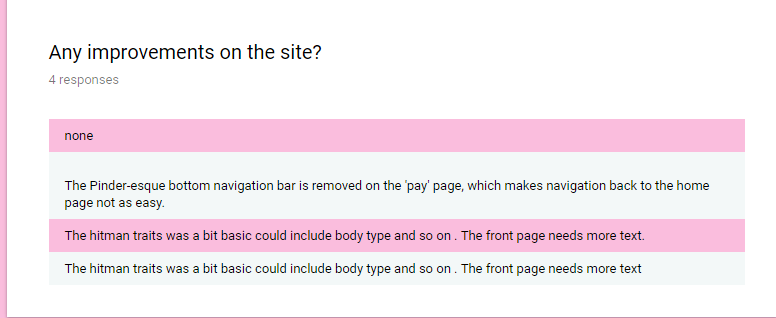 Any improvements on the site?
4 responses
none
The Pinder-esque bottom navigation bar is removed on the 'pay' page, which makes navigation back to the home
page not as easy.
The hitman traits was a bit basic could include body type and so on . The front page needs more text.
The hitman traits was a bit basic could include body type and so on . The front page needs more text